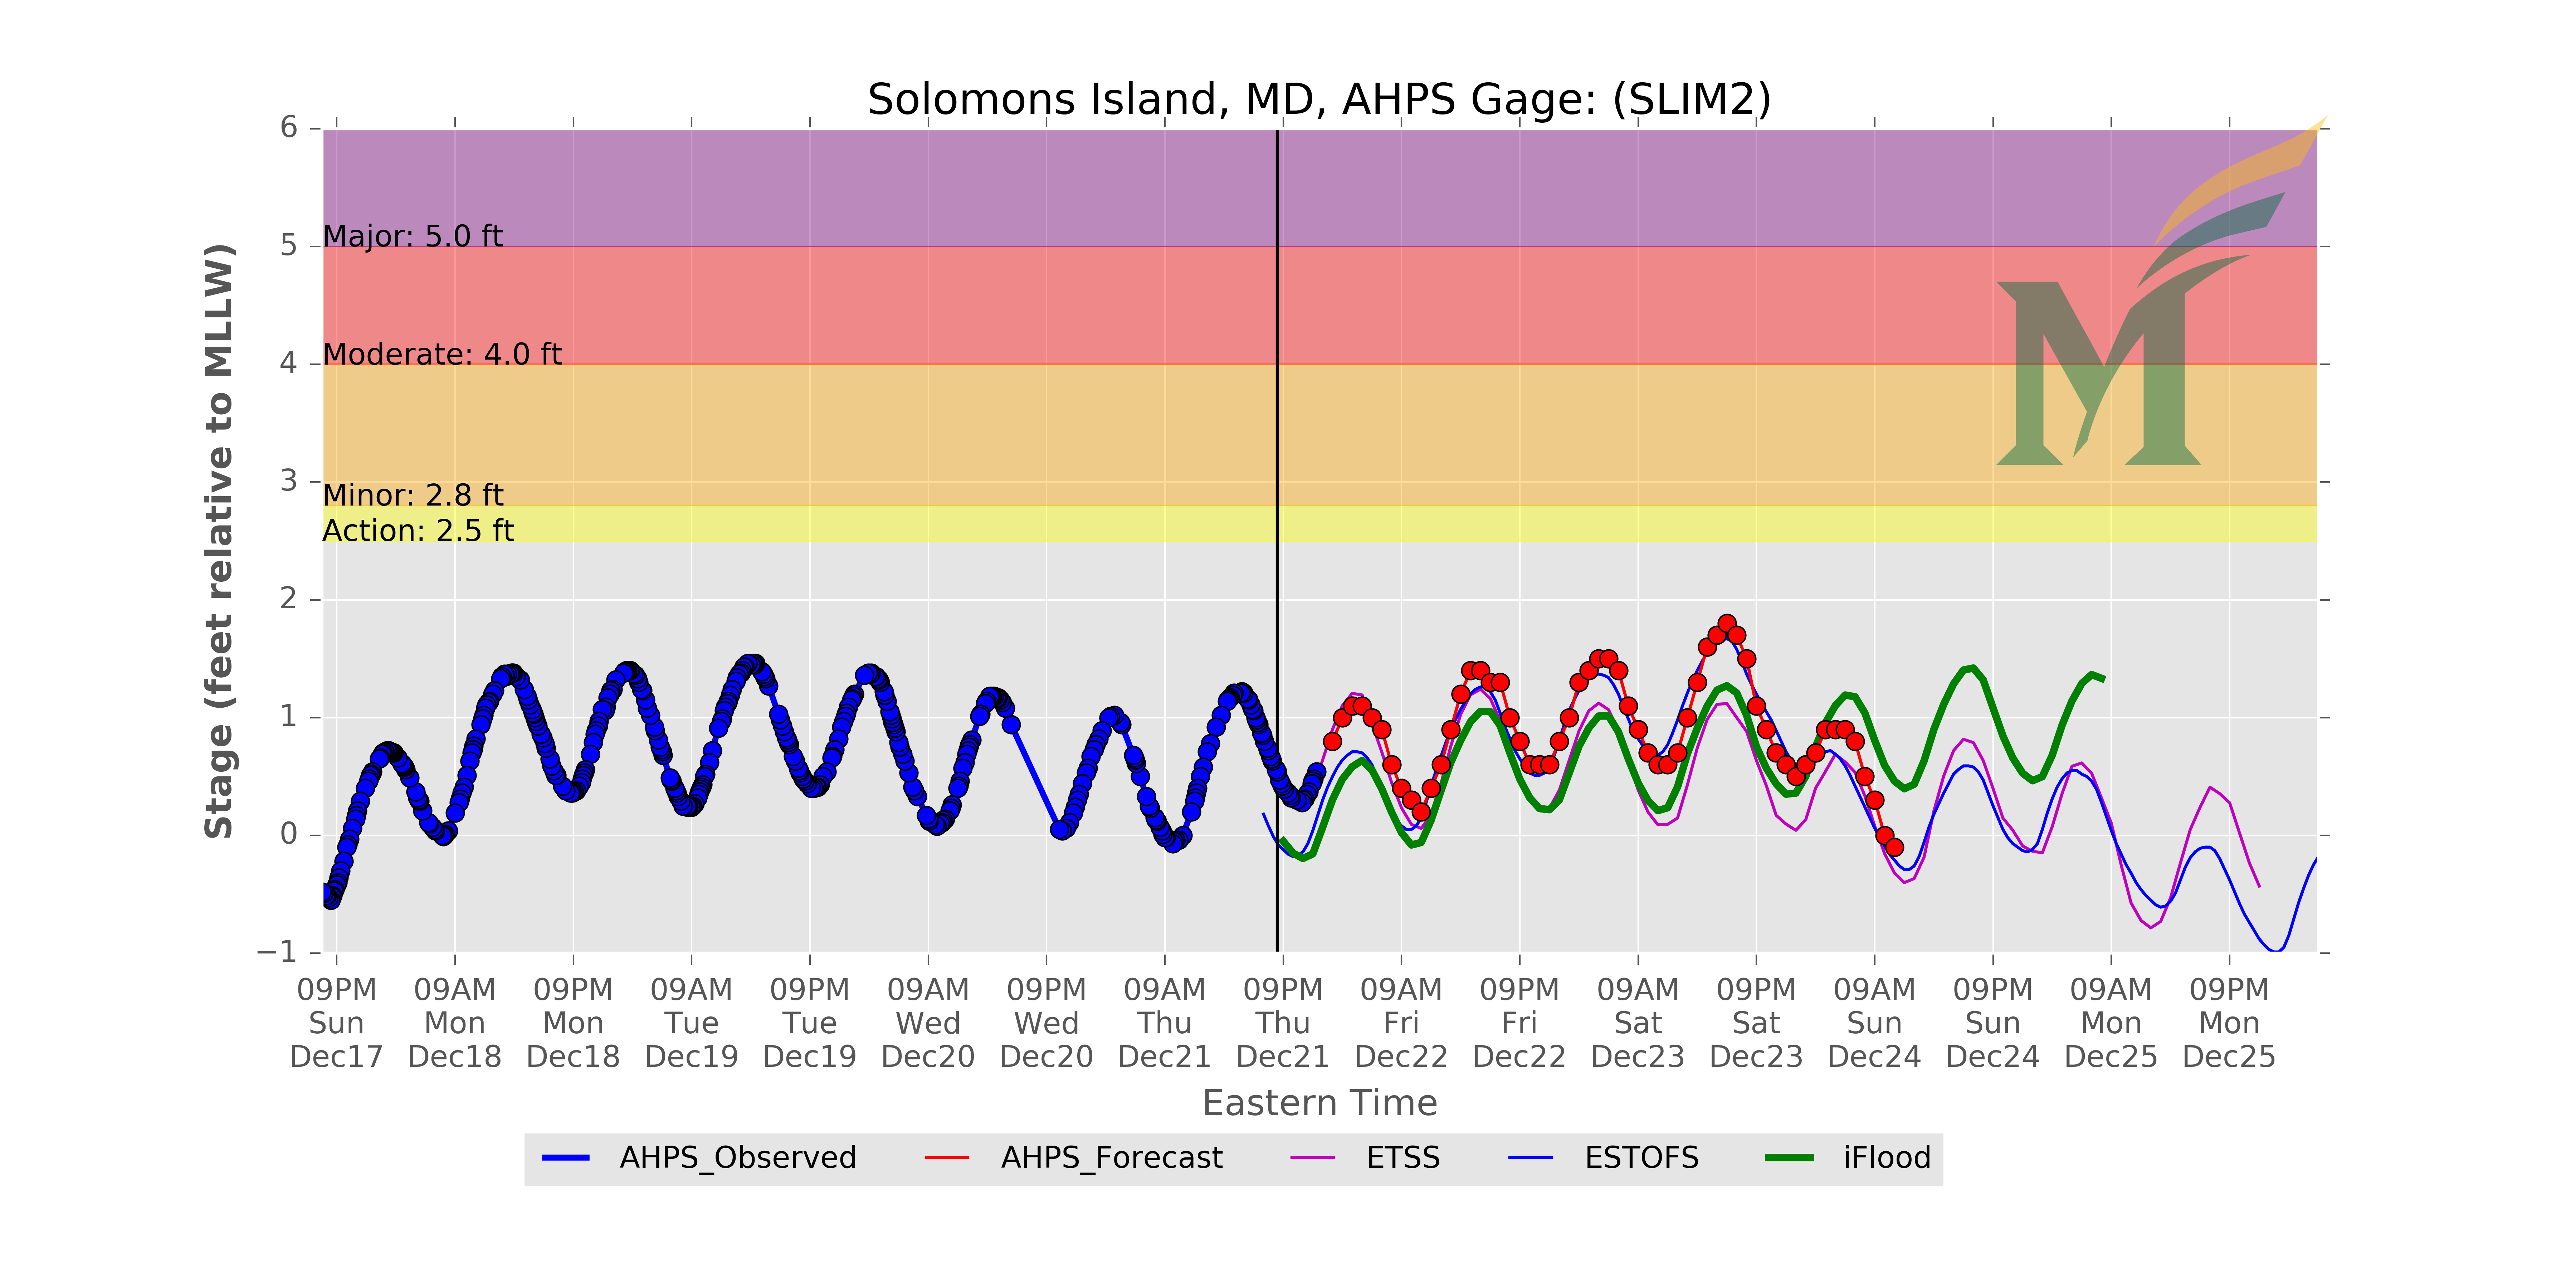 Solomons Island, MD, AHPS Gage: (SLIM2)
Stage (feet relative to MLLW)
6
5
4
3
2
1
0
−1
Major: 5.0 ft
Moderate: 4.0 ft
Minor: 2.8 ft
Action: 2.5 ft
M
09PM 09AM 09PM 09AM 09PM 09AM 09PM 09AM 09PM 09AM 09PM 09AM 09PM 09AM 09PM 09AM 09PM
Sun Mon Mon Tue Tue Wed Wed Thu Thu Fri Fri Sat Sat Sun Sun Mon Mon
Dec17 Dec18 Dec18 Dec19 Dec19 Dec20 Dec20 Dec21 Dec21 Dec22 Dec22 Dec23 Dec23 Dec24 Dec24 Dec25 Dec25
Eastern Time
AHPS_Observed AHPS_Forecast ETSS ESTOFS iFlood